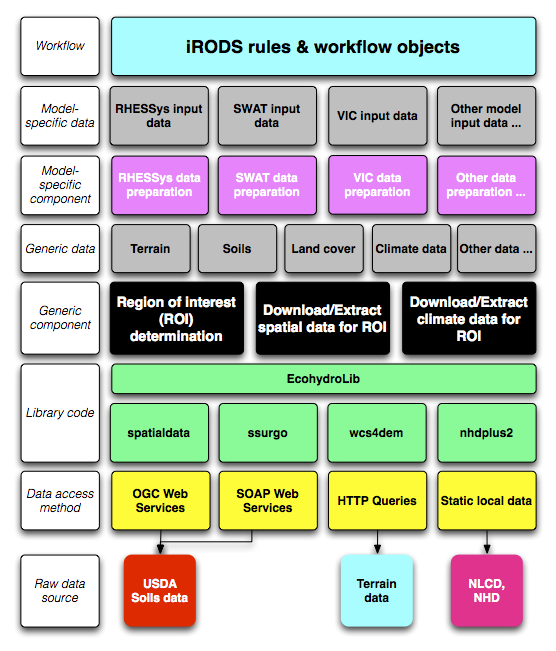 Workflow
iRODS rules & workflow objects
Model-
specific data
RHESSys input
data
SWAT input
data
VIC input data
Other model
input data ...
Model-
specific
component
RHESSys data
preparation
SWAT data
preparation
VIC data
preparation
Other data
preparation ...
Generic data
Terrain
Soils
Land cover
Climate data
Other data ...
Generic
component
Region of Interest
(ROI)
determination
Download/Extract
spatial data for ROI
Download/Extract
climate data for
ROI
Library code
EcohydroLib
spatialdata
ssurgo
wcs4dem
nhdplus2
Data access
method
OGC Web
Services
SOAP Web
Services
HTTP Queries
Static local data
Raw data
source
USDA
Soils data
Terrain
data
NLCD,
NHD